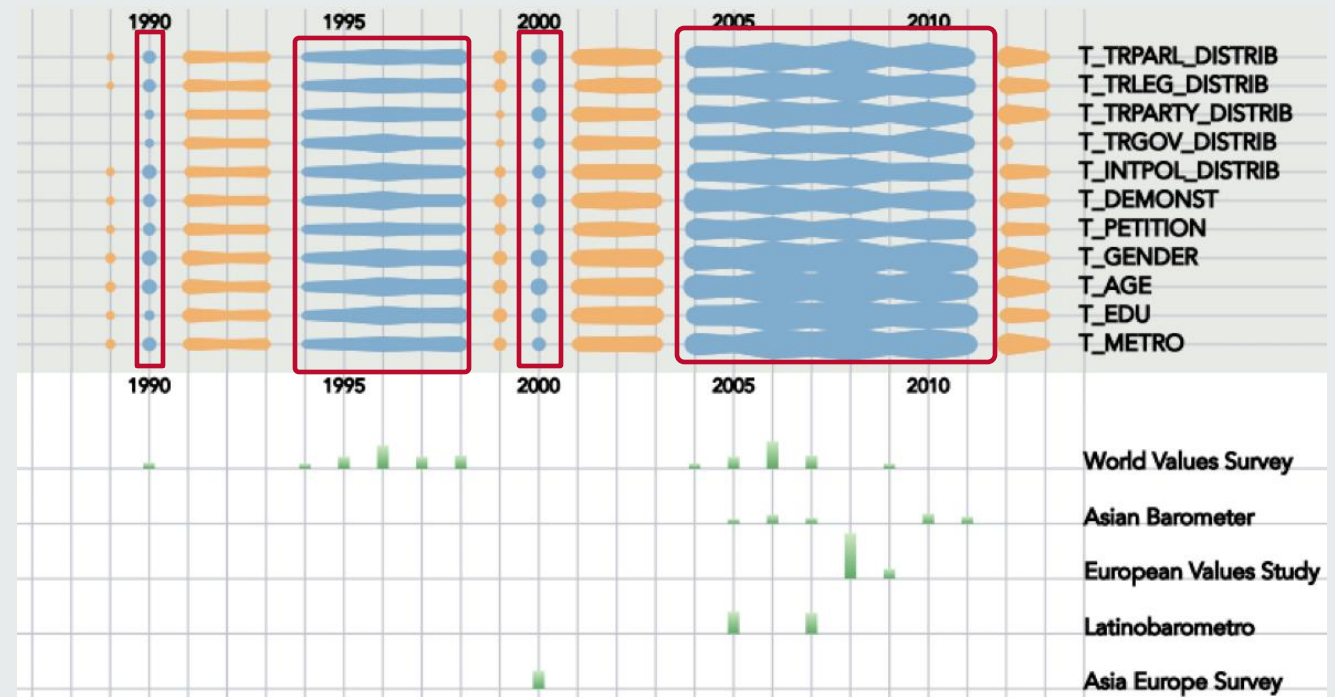 1990 1995 2000 2005 2010
T_TRPARL_DISTRIB
T_TRLEG_DISTRIB
T_TRPARTY_DISTRIB
T_TRGOV_DISTRIB
T_INTPOL_DISTRIB
T_DEMONST
T_PETITION
T_GENDER
T_AGE
T_EDU
T_METRO
1990 1995 2000 2005 2010
World Values Survey
Asian Barometer
European Values Study
Latinobarometro
Asia Europe Survey